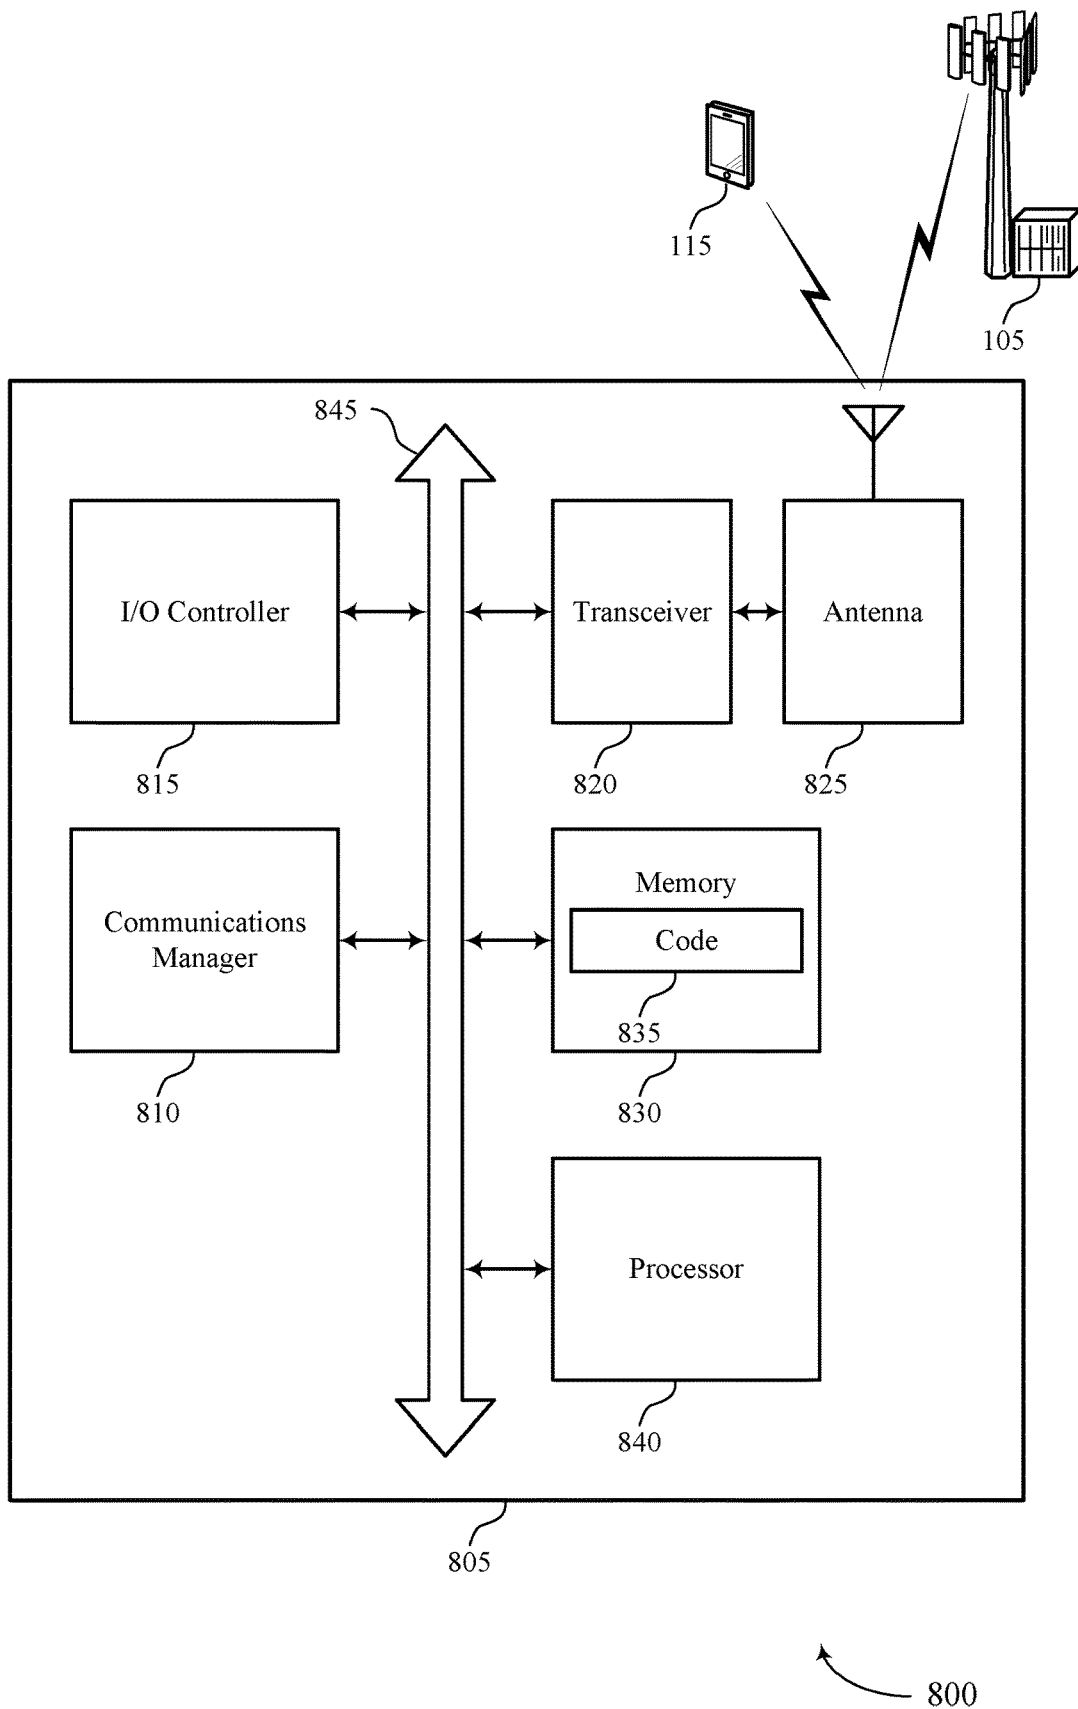 115
105
845
I/O Controller
Transceiver
Antenna
815
820
825
Communications
Manager
Memory
Code
835
810
830
Processor
840
805
800